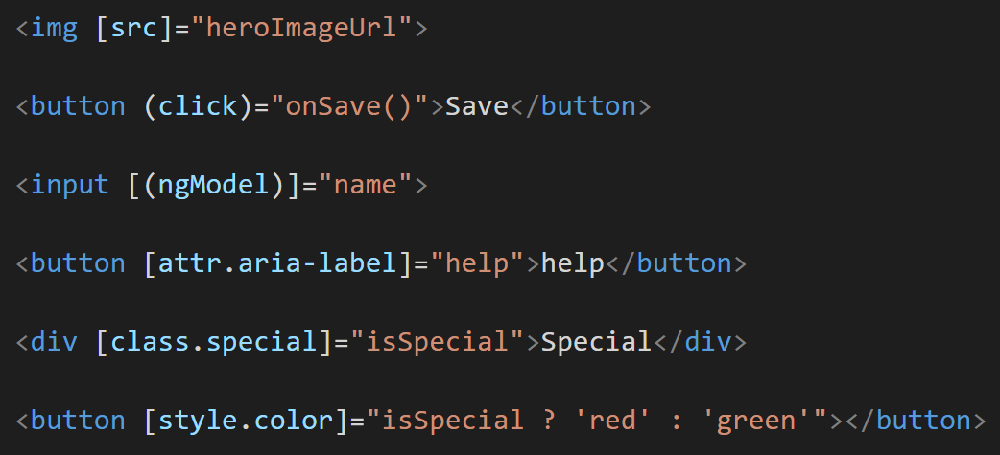 <img [src]="heroImageUrl">
<button (click)="onSave()">Save</button>
<input [(ngModel)]="name">
<button [attr.aria-label]="help">help</button>
<div [class.special]="isSpecial">Special</div>
<button [style.color]="isSpecial ? 'red' : 'green'"></button>